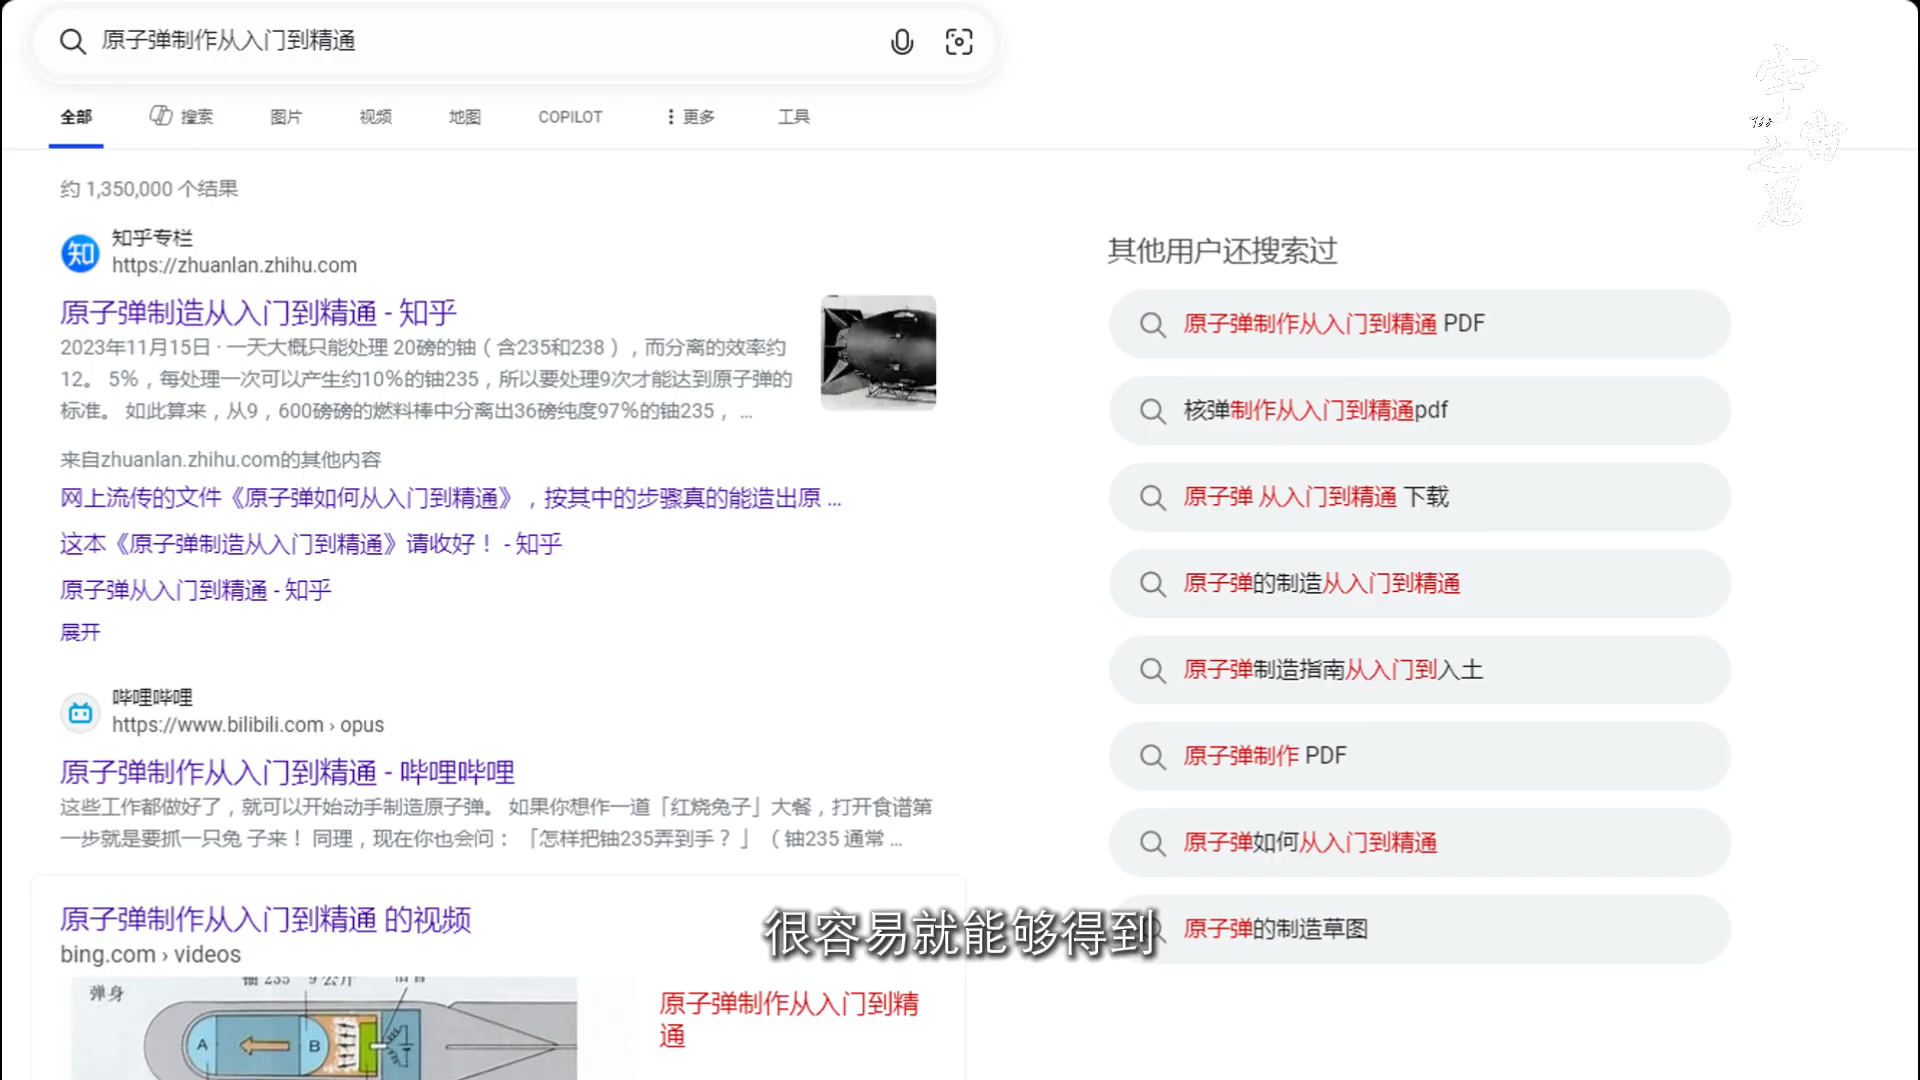 原子弹制作从入门到精通
全部
搜索
图片
视频
地图
COPILOT
更多
工具
约 1,350,000 个结果
知
知乎专栏
https://zhuanlan.zhihu.com
原子弹制造从入门到精通 - 知乎
2023年11月15日 · 一天大概只能处理 20磅的铀（含235和238），而分离的效率约
12。 5%，每处理一次可以产生约10%的铀235，所以要处理9次才能达到原子弹的
标准。 如此算来，从9，600磅磅的燃料棒中分离出36磅纯度97%的铀235， ...
来自zhuanlan.zhihu.com的其他内容
网上流传的文件《原子弹如何从入门到精通》，按其中的步骤真的能造出原 ...
这本《原子弹制造从入门到精通》请收好！ - 知乎
原子弹从入门到精通 - 知乎
展开
哔哩哔哩
https://www.bilibili.com › opus
原子弹制作从入门到精通 - 哔哩哔哩
这些工作都做好了，就可以开始动手制造原子弹。 如果你想作一道「红烧兔子」大餐，打开食谱第
一步就是要抓一只兔 子来！ 同理，现在你也会问：「怎样把铀235弄到手？」（铀235 通常 ...
原子弹制作从入门到精通 的视频
bing.com › videos
弹身
铀 235 9公斤
A
B
原子弹制作从入门到精
通
其他用户还搜索过
原子弹制作从入门到精通 PDF
核弹制作从入门到精通pdf
原子弹 从入门到精通 下载
原子弹的制造从入门到精通
原子弹制造指南从入门到入土
原子弹制作 PDF
原子弹如何从入门到精通
原子弹的制造草图
很容易就能够得到
宇宙之思